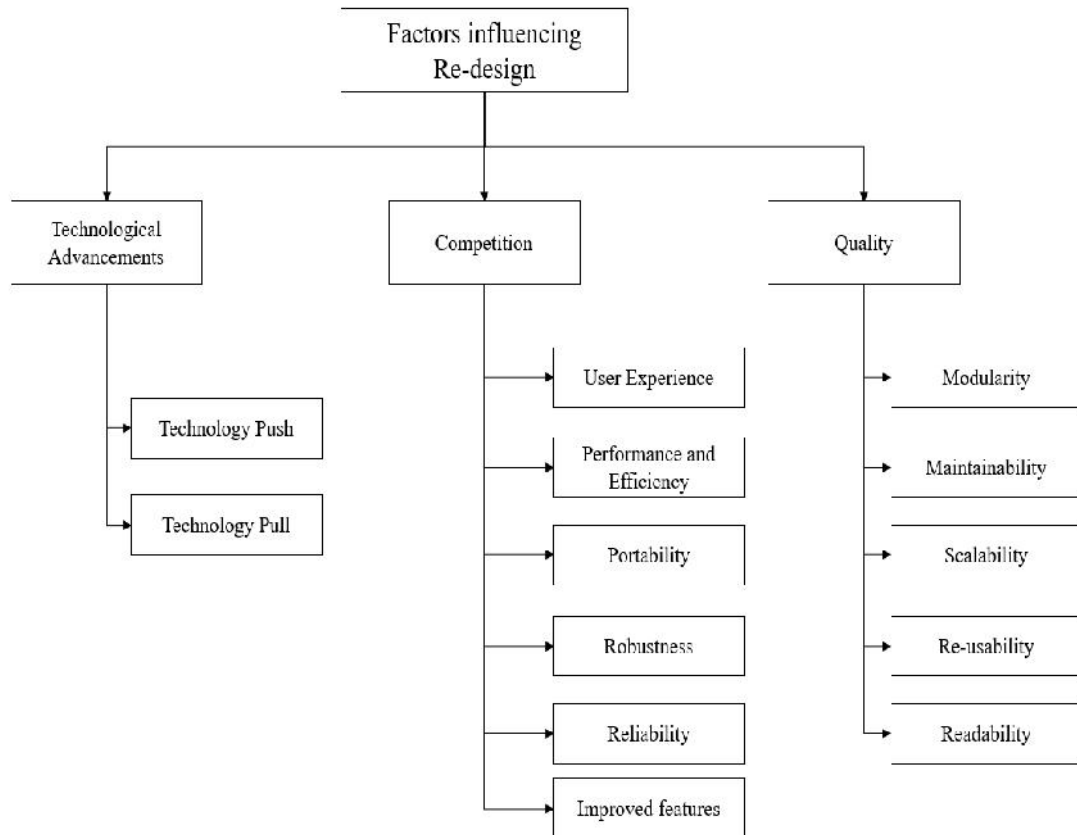 Factors influencing
Re-design
Technological
Advancements
Competition
Quality
Technology Push
Technology Pull
User Experience
Performance and
Efficiency
Portability
Robustness
Reliability
Improved features
Modularity
Maintainability
Scalability
Re-usability
Readability